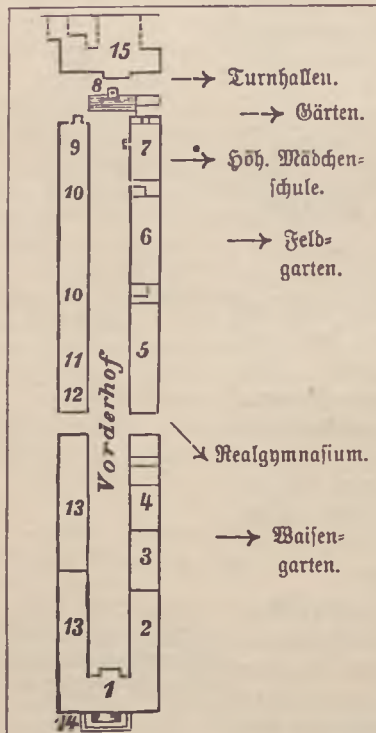 15
8
→ Turnhallen.
→ Gärten.
9
7
→ Höh. Mädchen-
schule.
10
6
→ Feld-
garten.
10
5
11
12
Vorderhof
Realgymnasium.
4
13
3
→ Waisen-
garten.
13
2
1
14